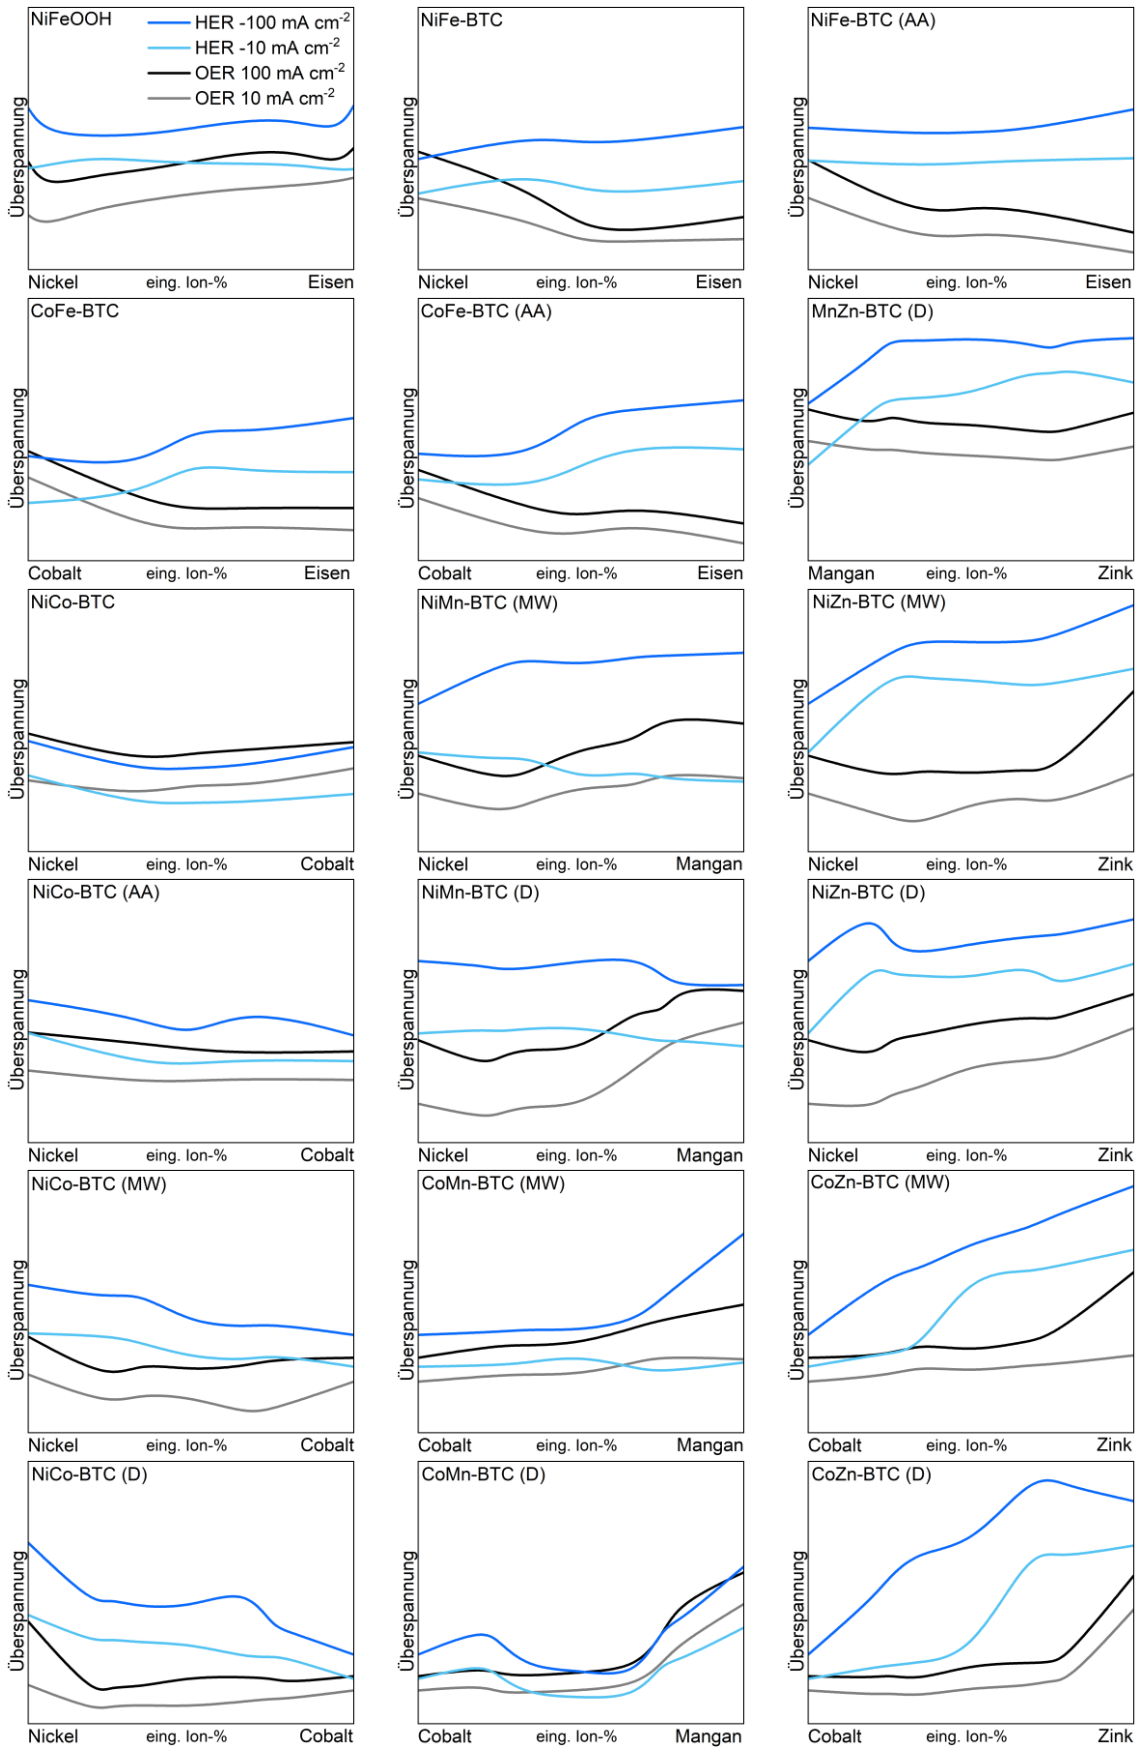 NiFeOOH
HER -100 mA cm-2
HER -10 mA cm-2
OER 100 mA cm-2
OER 10 mA cm-2
Überspannung
Nickel eing. Ion-% Eisen
NiFe-BTC
Überspannung
Nickel eing. Ion-% Eisen
NiFe-BTC (AA)
Überspannung
Nickel eing. Ion-% Eisen
CoFe-BTC
Überspannung
Cobalt eing. Ion-% Eisen
CoFe-BTC (AA)
Überspannung
Cobalt eing. Ion-% Eisen
MnZn-BTC (D)
Überspannung
Mangan eing. Ion-% Zink
NiCo-BTC
Überspannung
Nickel eing. Ion-% Cobalt
NiMn-BTC (MW)
Überspannung
Nickel eing. Ion-% Mangan
NiZn-BTC (MW)
Überspannung
Nickel eing. Ion-% Zink
NiCo-BTC (AA)
Überspannung
Nickel eing. Ion-% Cobalt
NiMn-BTC (D)
Überspannung
Nickel eing. Ion-% Mangan
NiZn-BTC (D)
Überspannung
Nickel eing. Ion-% Zink
NiCo-BTC (MW)
Überspannung
Nickel eing. Ion-% Cobalt
CoMn-BTC (MW)
Überspannung
Cobalt eing. Ion-% Mangan
CoZn-BTC (MW)
Überspannung
Cobalt eing. Ion-% Zink
NiCo-BTC (D)
Überspannung
Nickel eing. Ion-% Cobalt
CoMn-BTC (D)
Überspannung
Cobalt eing. Ion-% Mangan
CoZn-BTC (D)
Überspannung
Cobalt eing. Ion-% Zink